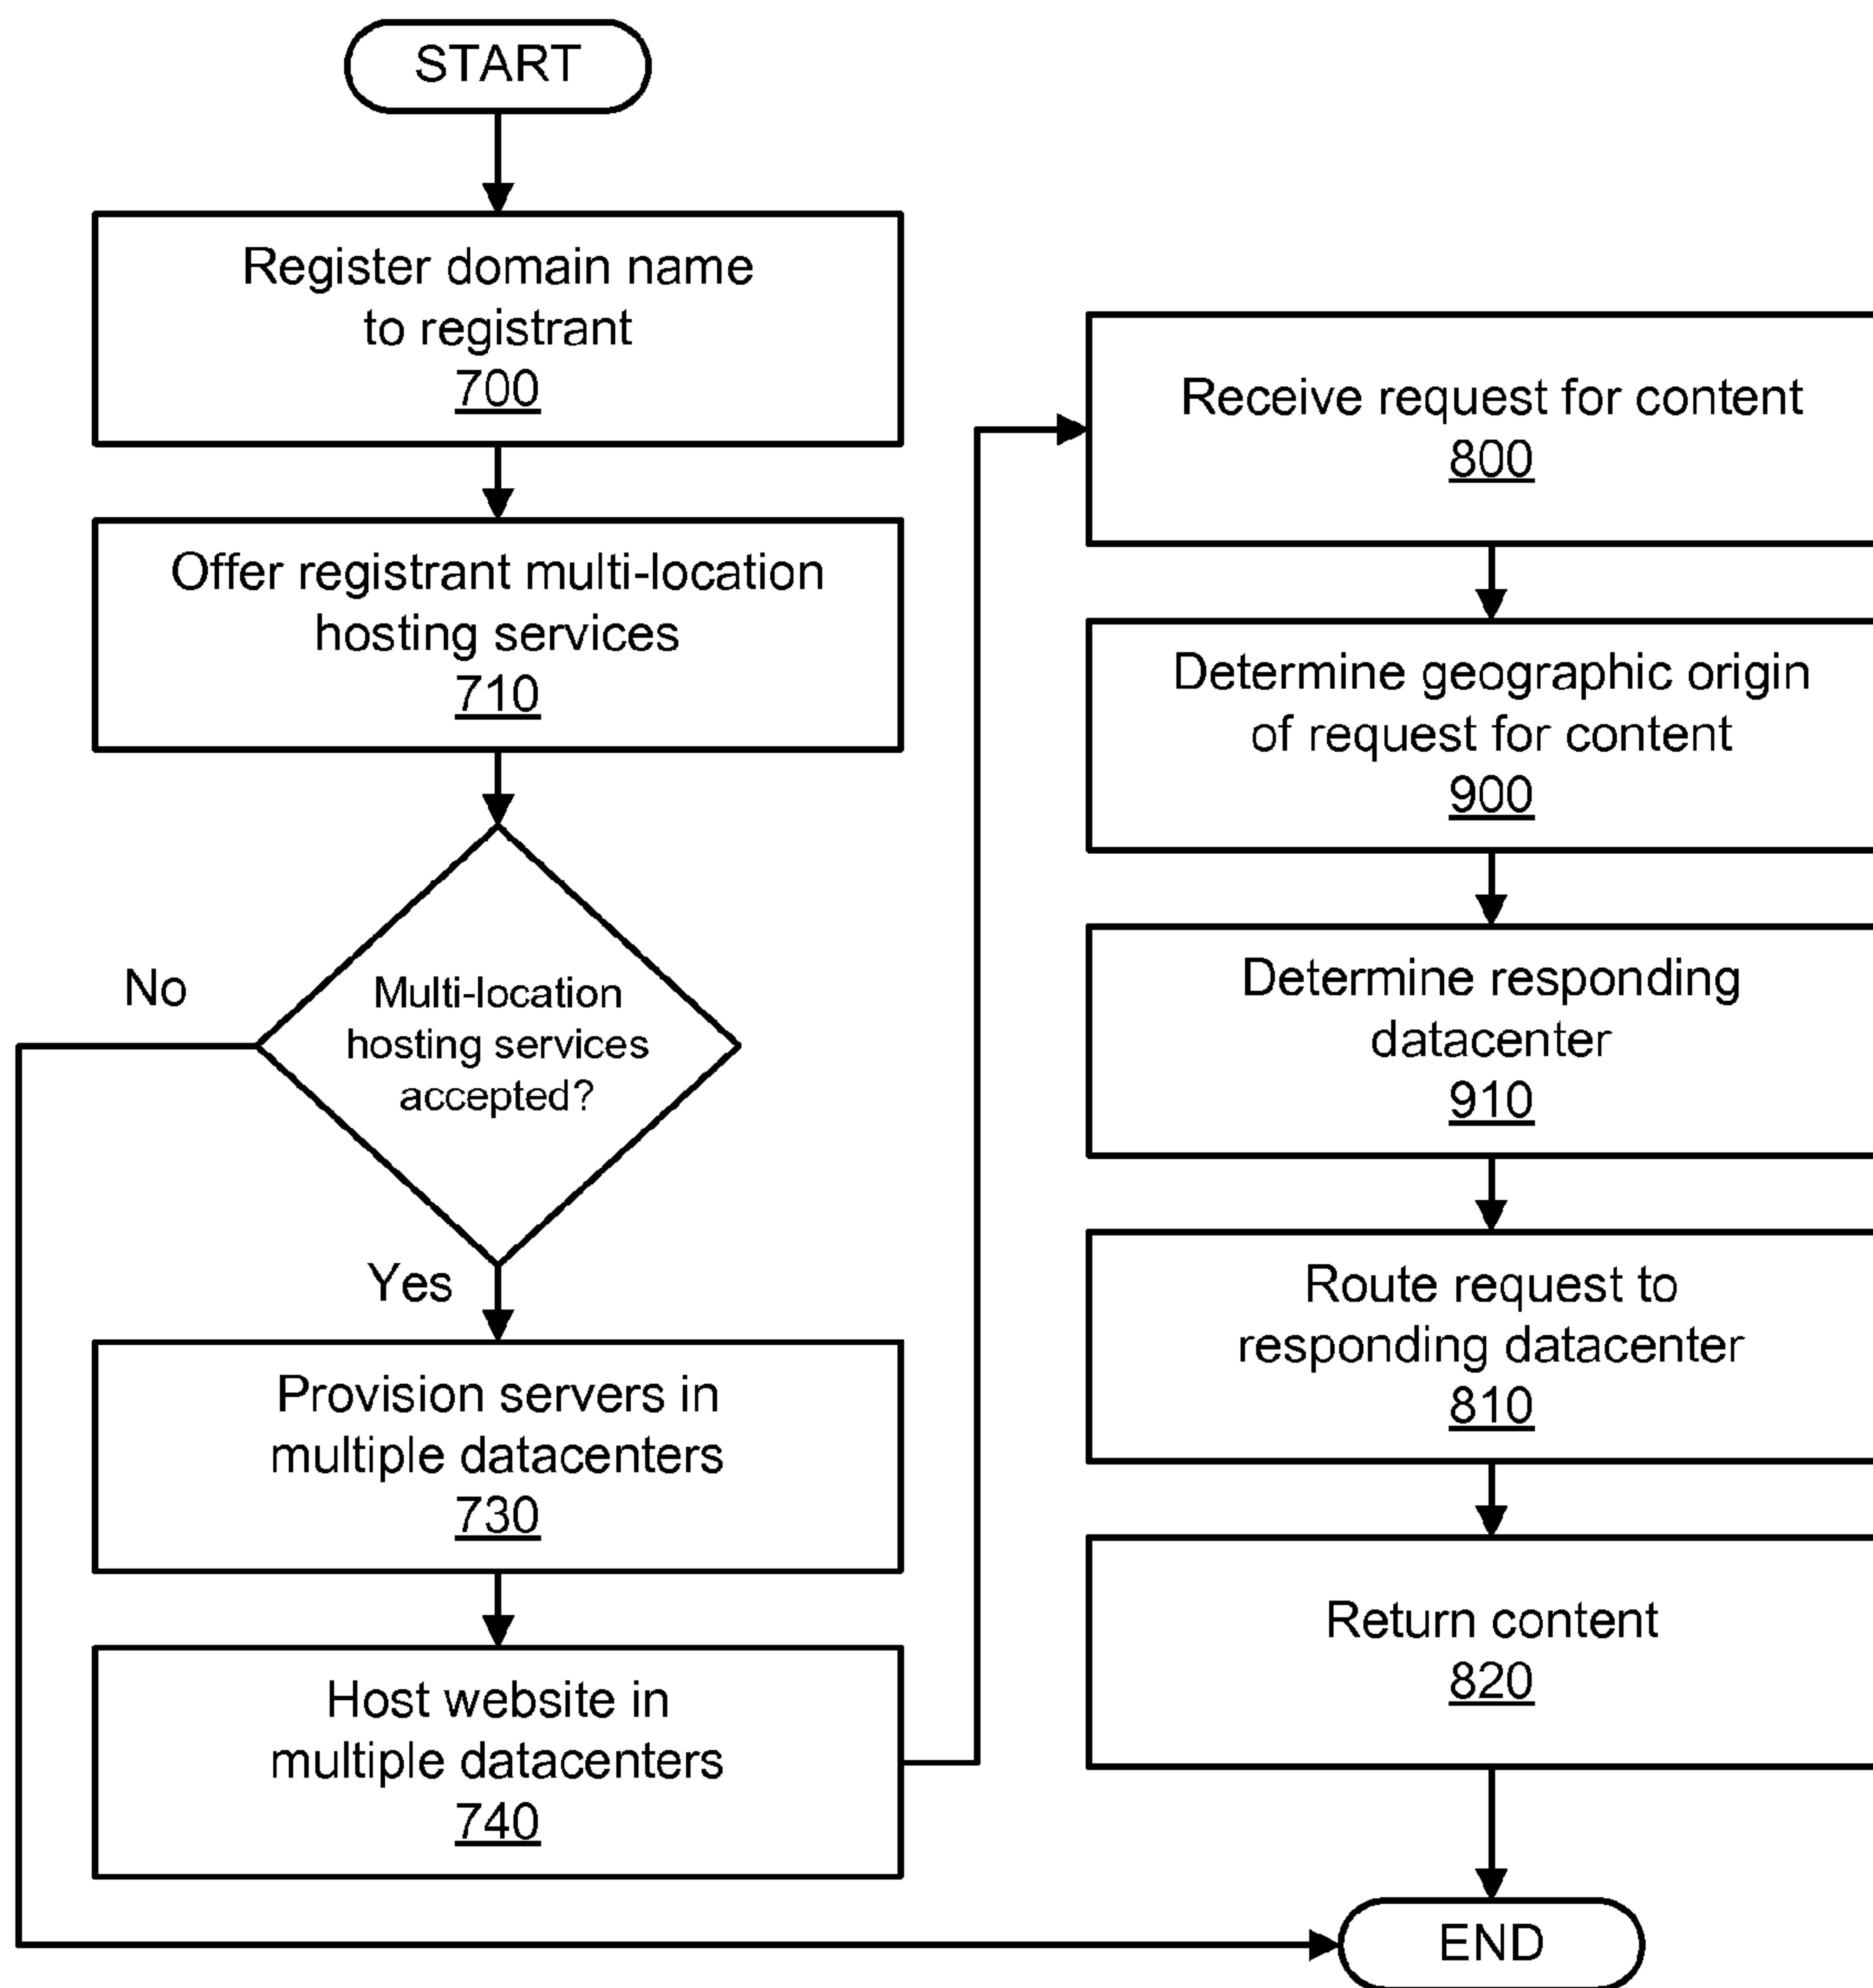 START
Register domain name
to registrant
700
Offer registrant multi-location
hosting services
710
Multi-location
hosting services
accepted?
No
Yes
Provision servers in
multiple datacenters
730
Host website in
multiple datacenters
740
Receive request for content
800
Determine geographic origin
of request for content
900
Determine responding
datacenter
910
Route request to
responding datacenter
810
Return content
820
END